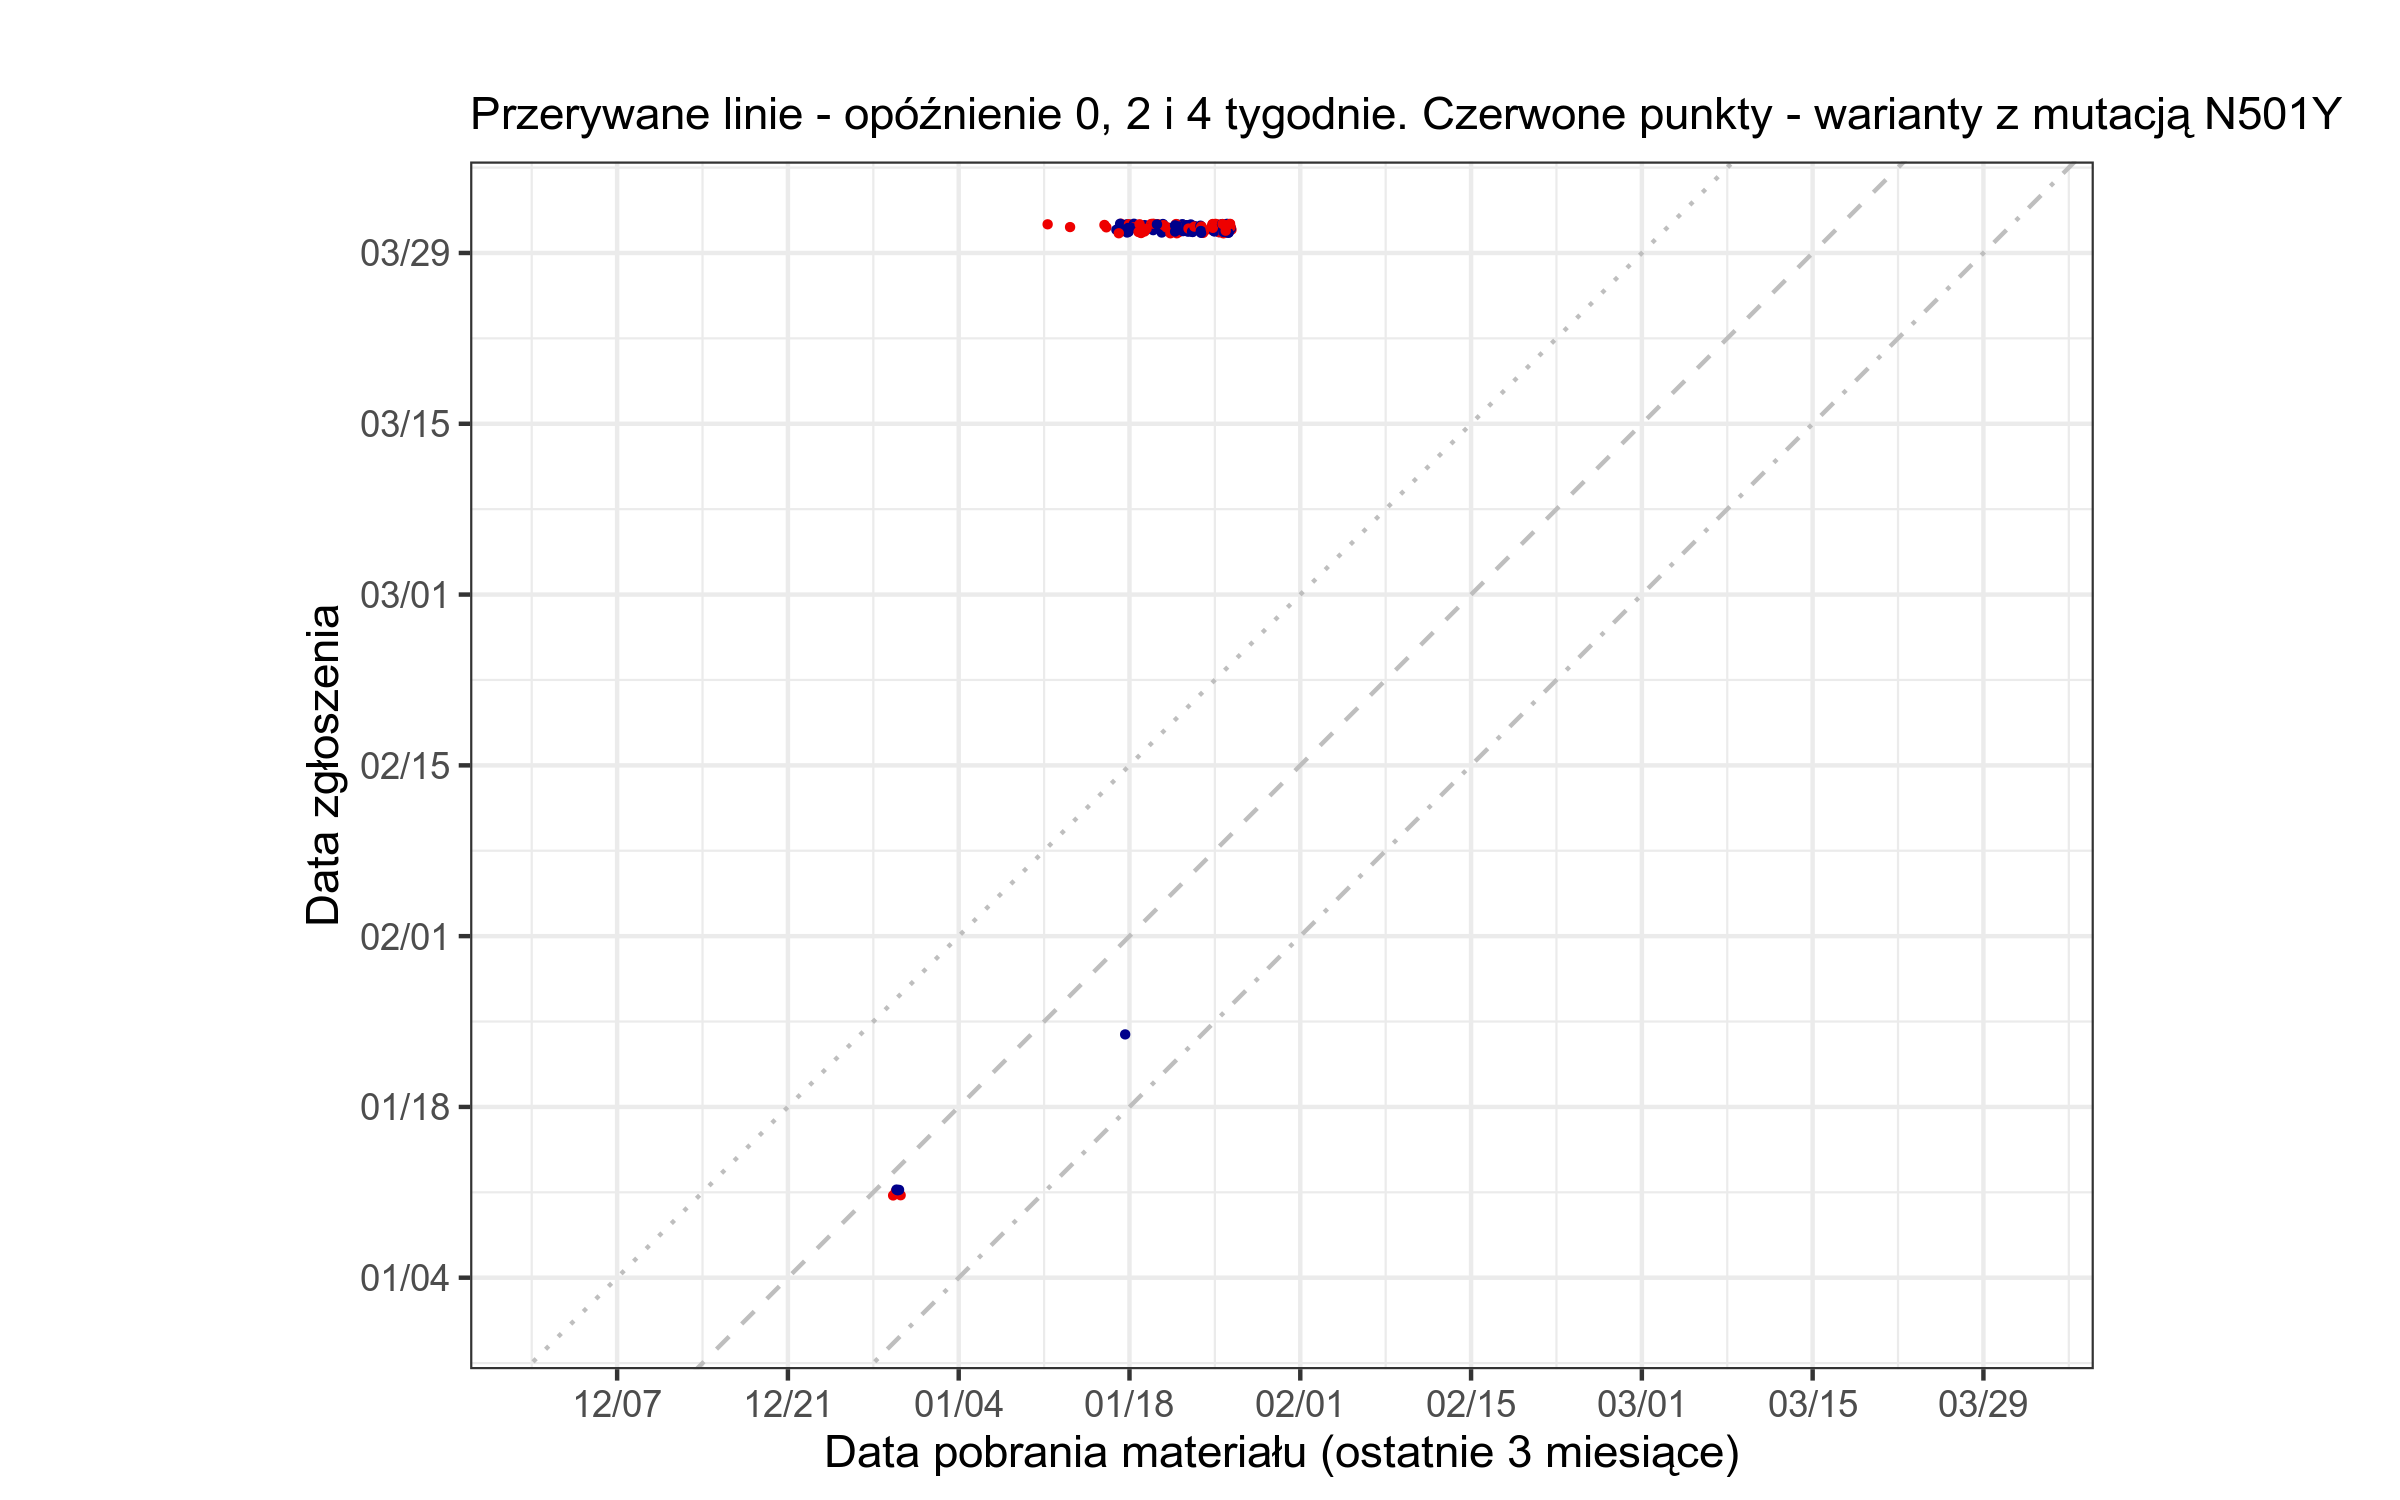 Przerywane linie - opóźnienie 0, 2 i 4 tygodnie. Czerwone punkty - warianty z mutacją N501Y
03/29
03/15
03/01
02/15
02/01
01/18
01/04
Data zgłoszenia
12/07 12/21 01/04 01/18 02/01 02/15 03/01 03/15 03/29
Data pobrania materiału (ostatnie 3 miesiące)